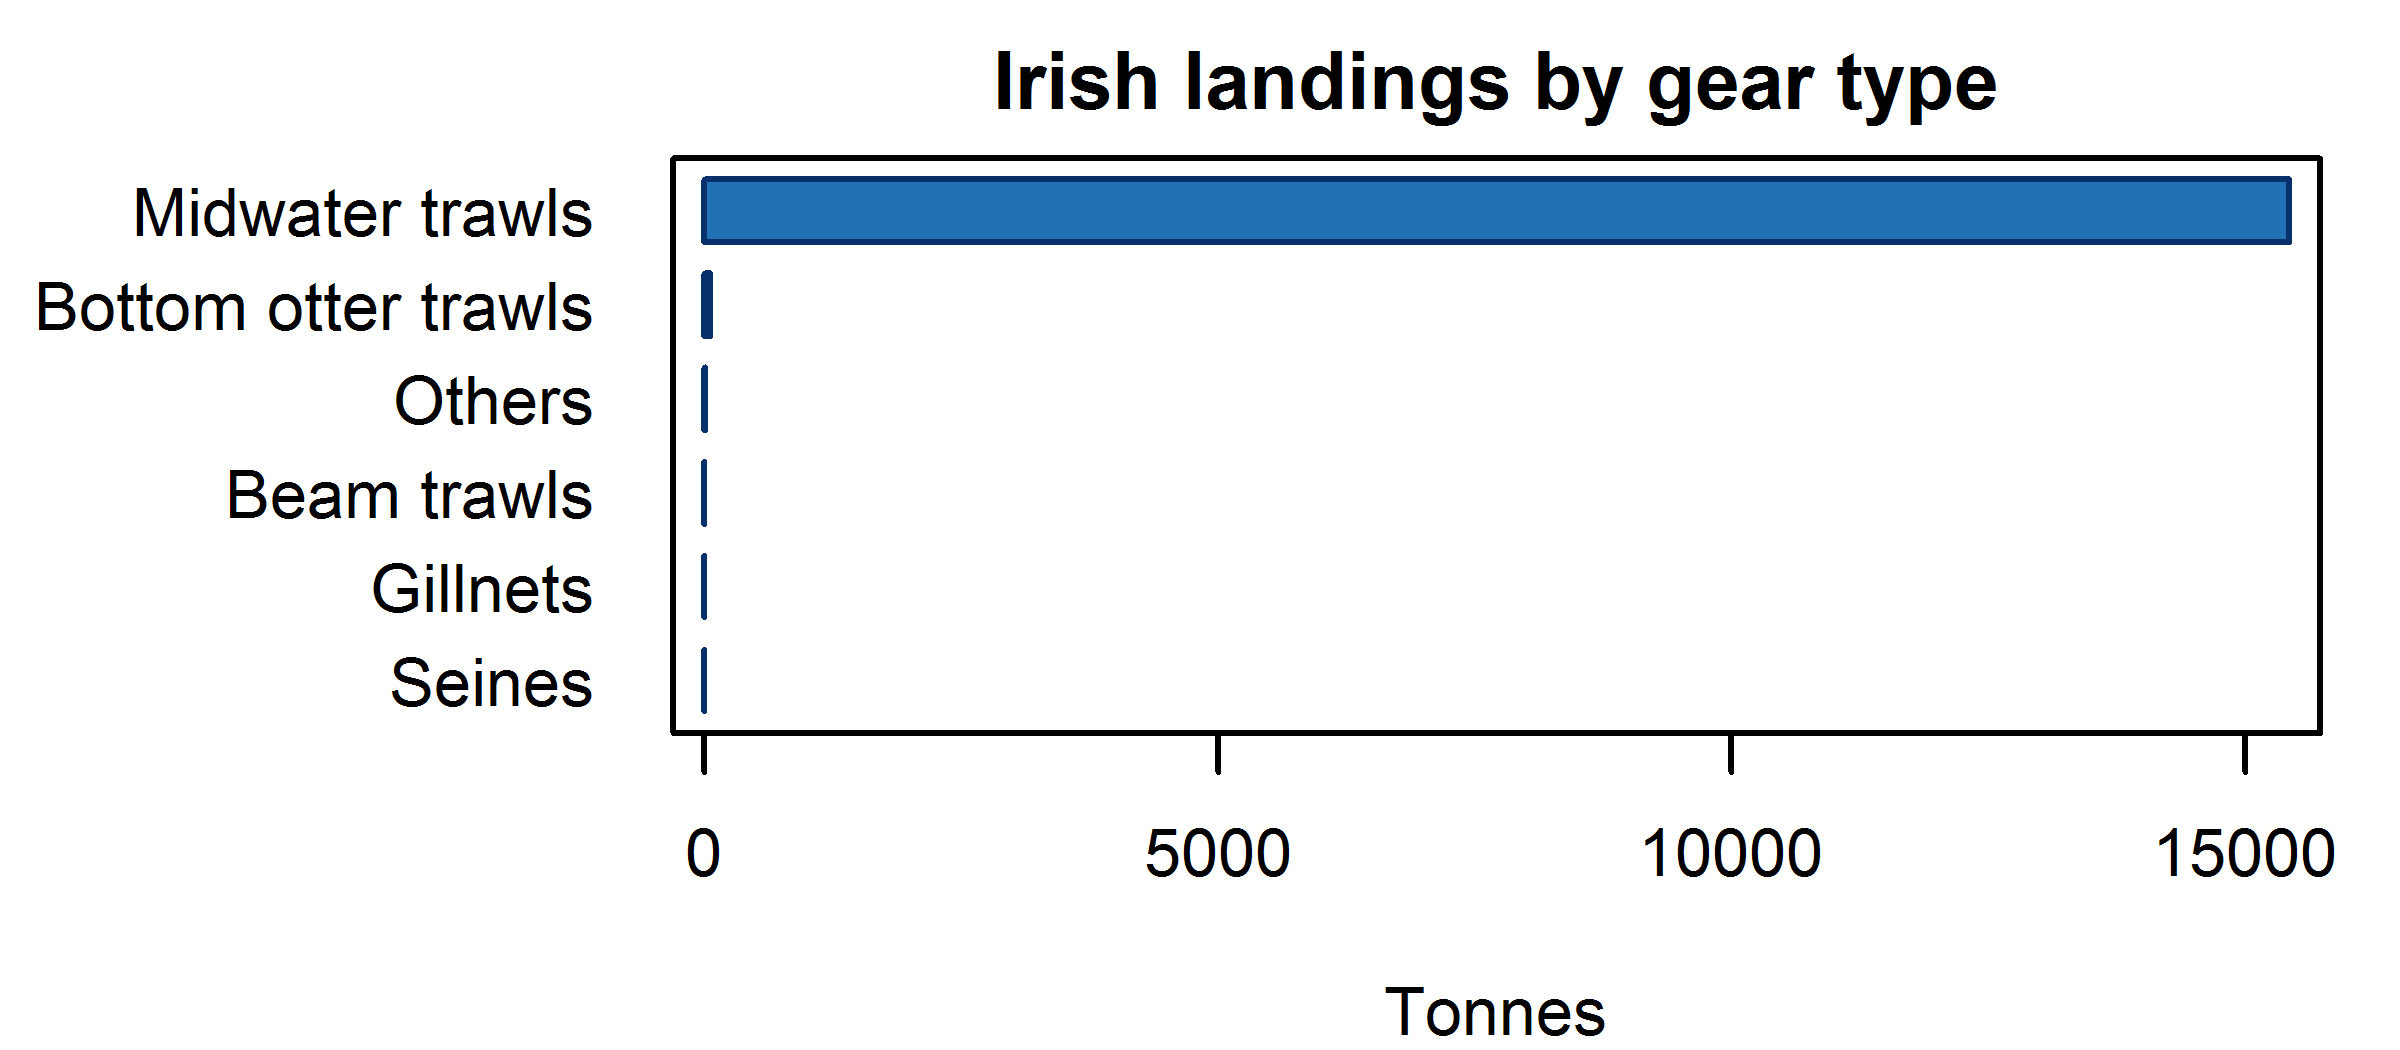 Irish landings by gear type
Midwater trawls
Bottom otter trawls
Others
Beam trawls
Gillnets
Seines
0 5000 10000 15000
Tonnes